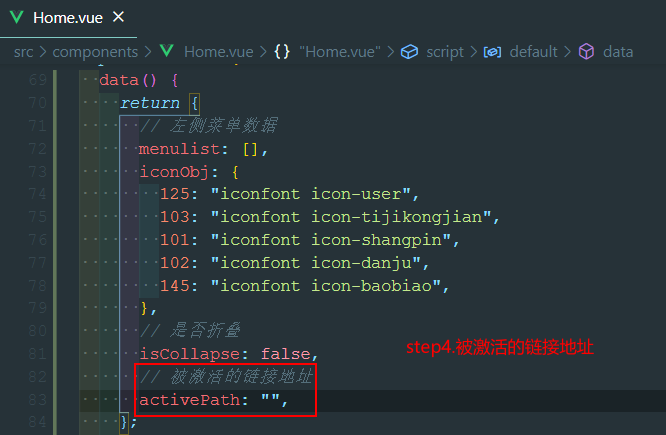 Home.vue ×
src > components > Home.vue > {} "Home.vue" > script > default > data
69 data() {
70 return {
71 // 左侧菜单数据
72 menulist: [],
73 iconObj: {
74 125: "iconfont icon-user",
75 103: "iconfont icon-tijikongjian",
76 101: "iconfont icon-shangpin",
77 102: "iconfont icon-danju",
78 145: "iconfont icon-baobiao",
79 },
80 // 是否折叠
81 isCollapse: false,
step4.被激活的链接地址
82 // 被激活的链接地址
83 activePath: "",
84 };